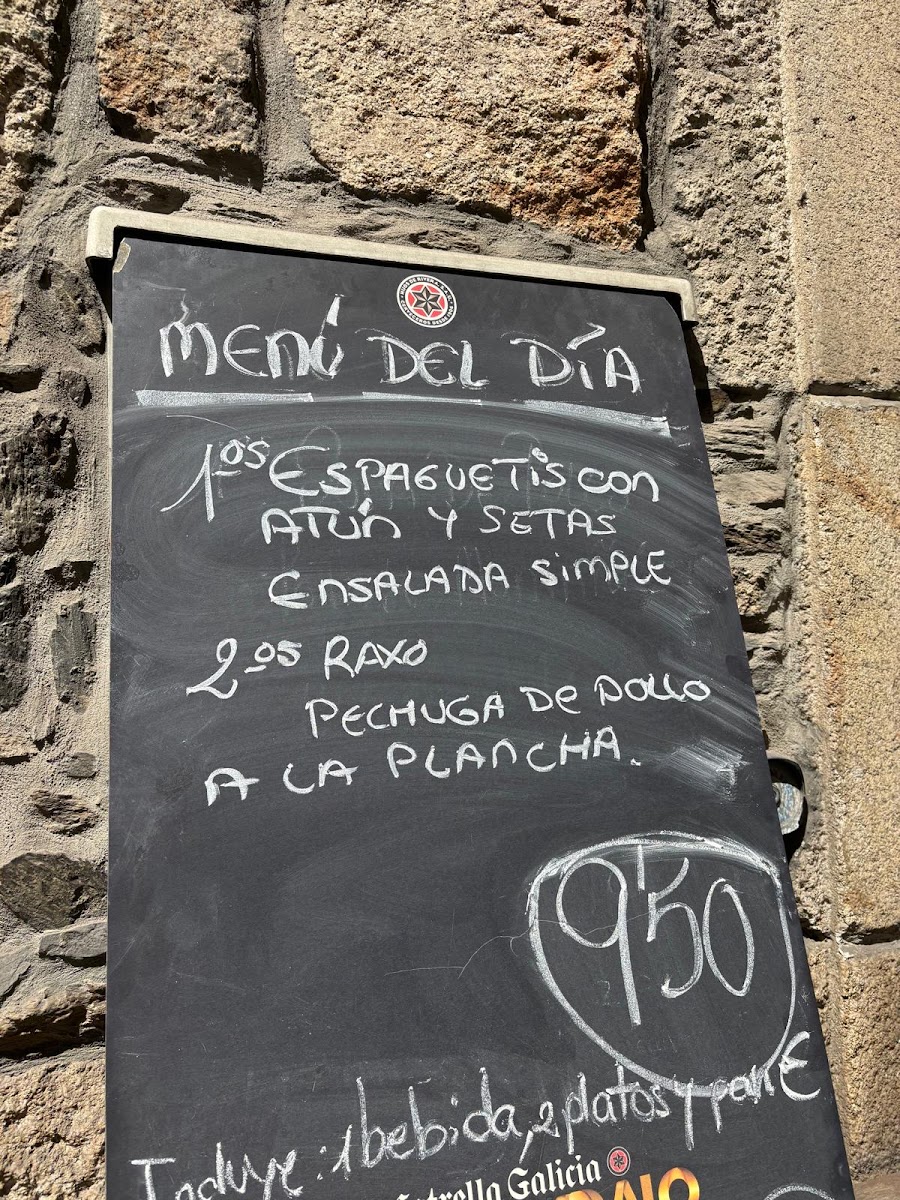 MENÚ DEL DÍA
1ºs ESPAGUETIS con
ATÚN Y SETAS
ENSALADA SIMPLE
2ºs RAXO
PECHUGA DE POLLO
A LA PLANCHA.
9'50
€
Incluye: 1 bebida, 2 platos y pan
Estrella Galicia